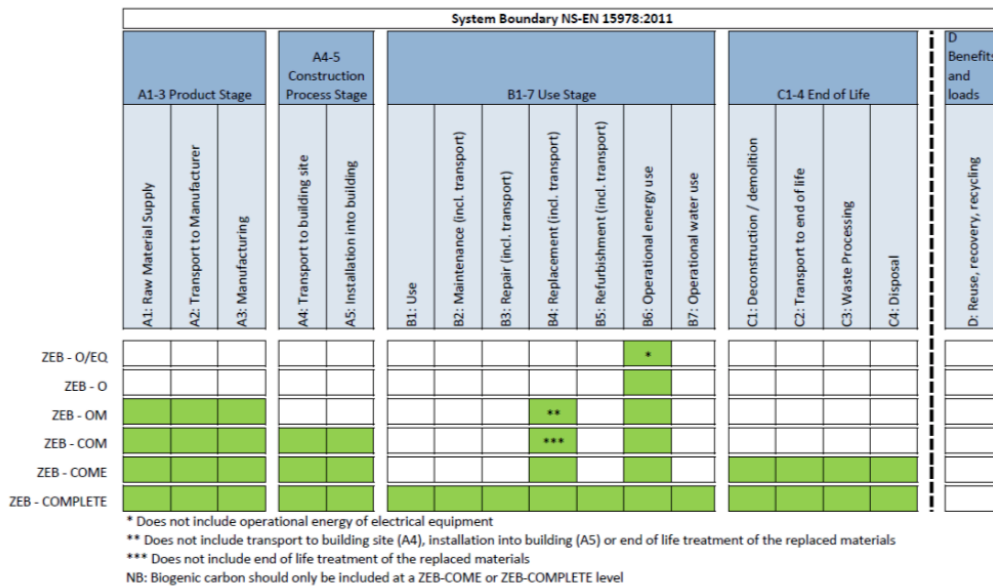 System Boundary NS-EN 15978:2011
A1-3 Product Stage
A4-5
Construction
Process Stage
B1-7 Use Stage
C1-4 End of Life
D
Benefits
and
loads
A1: Raw Material Supply
A2: Transport to Manufacturer
A3: Manufacturing
A4: Transport to building site
A5: Installation into building
B1: Use
B2: Maintenance (incl. transport)
B3: Repair (incl. transport)
B4: Replacement (incl. transport)
B5: Refurbishment (incl. transport)
B6: Operational energy use
B7: Operational water use
C1: Deconstruction / demolition
C2: Transport to end of life
C3: Waste Processing
C4: Disposal
D: Reuse, recovery, recycling
ZEB - O/EQ *
ZEB - O
ZEB - OM **
ZEB - COM ***
ZEB - COME
ZEB - COMPLETE
* Does not include operational energy of electrical equipment
** Does not include transport to building site (A4), installation into building (A5) or end of life treatment of the replaced materials
*** Does not include end of life treatment of the replaced materials
NB: Biogenic carbon should only be included at a ZEB-COME or ZEB-COMPLETE level